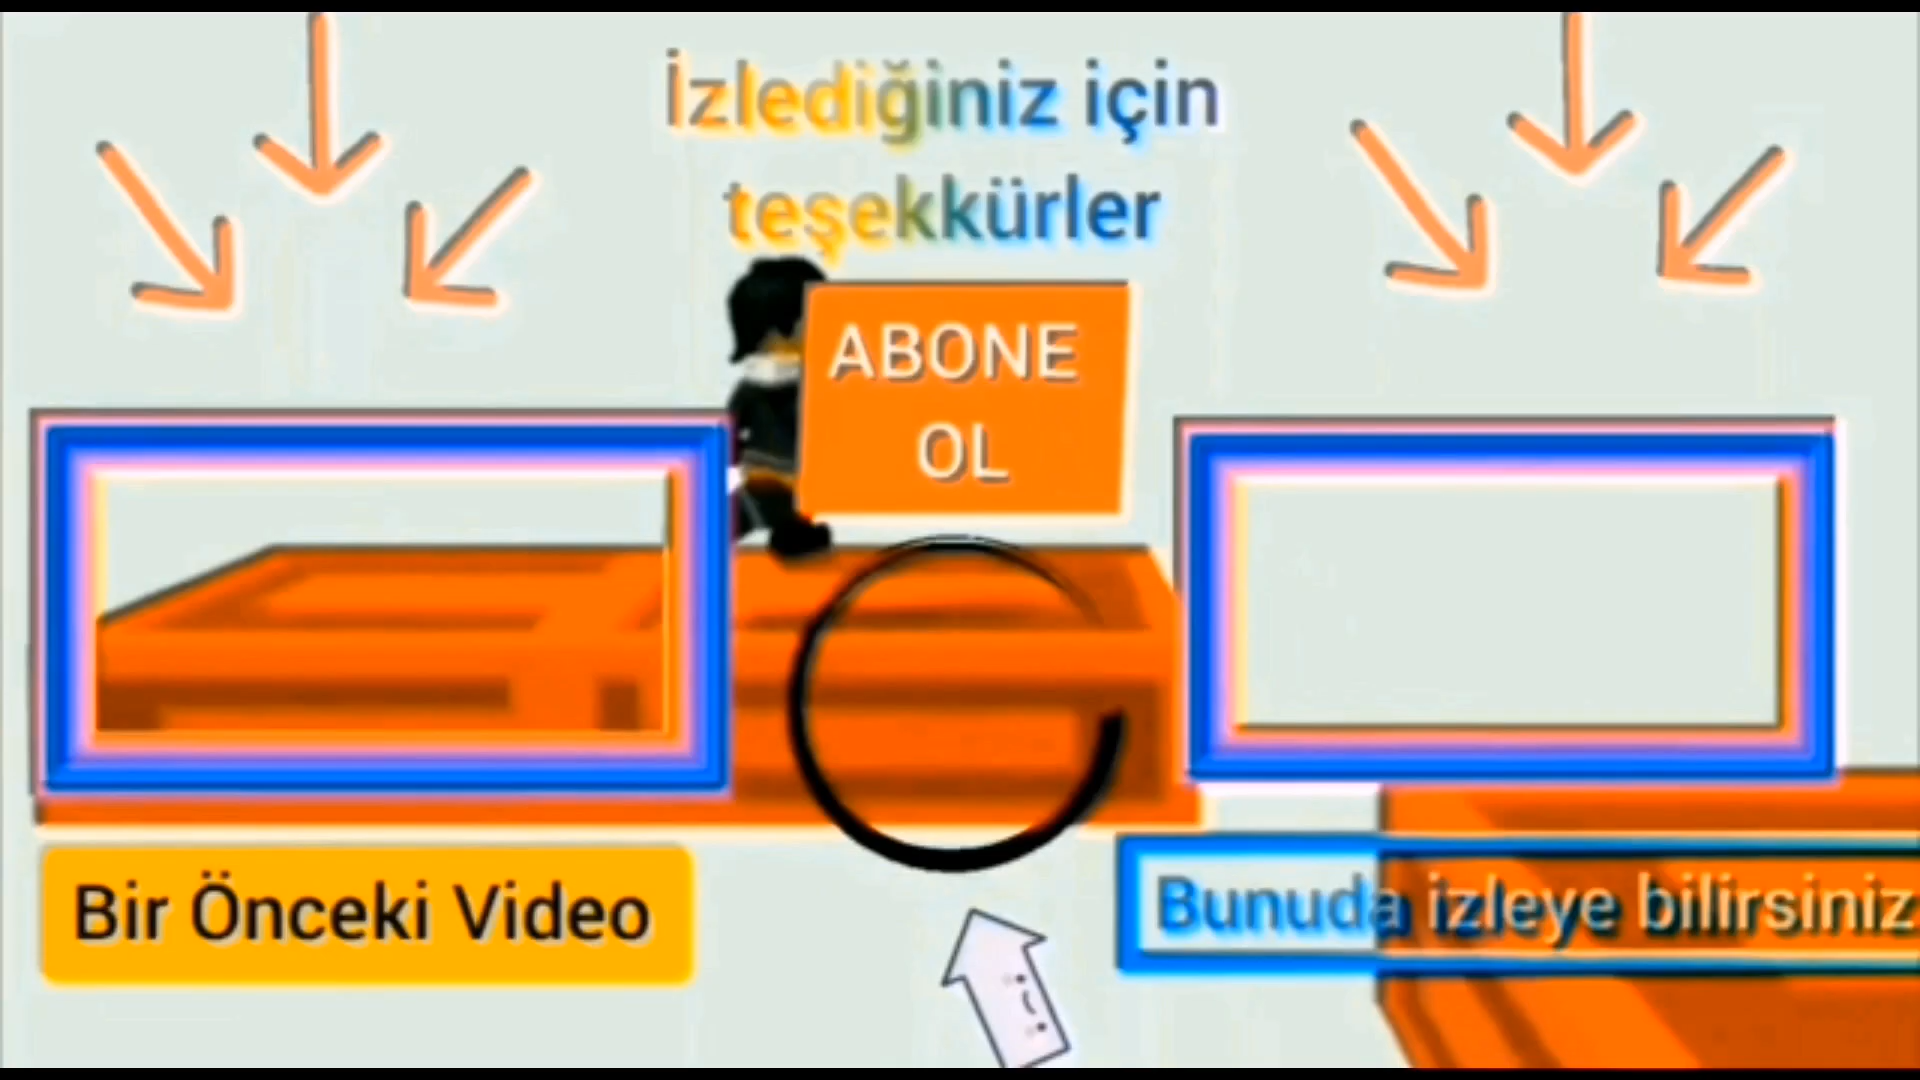 İzlediğiniz için
teşekkürler
ABONE
OL
Bir Önceki Video
Bunuda izleye bilirsiniz